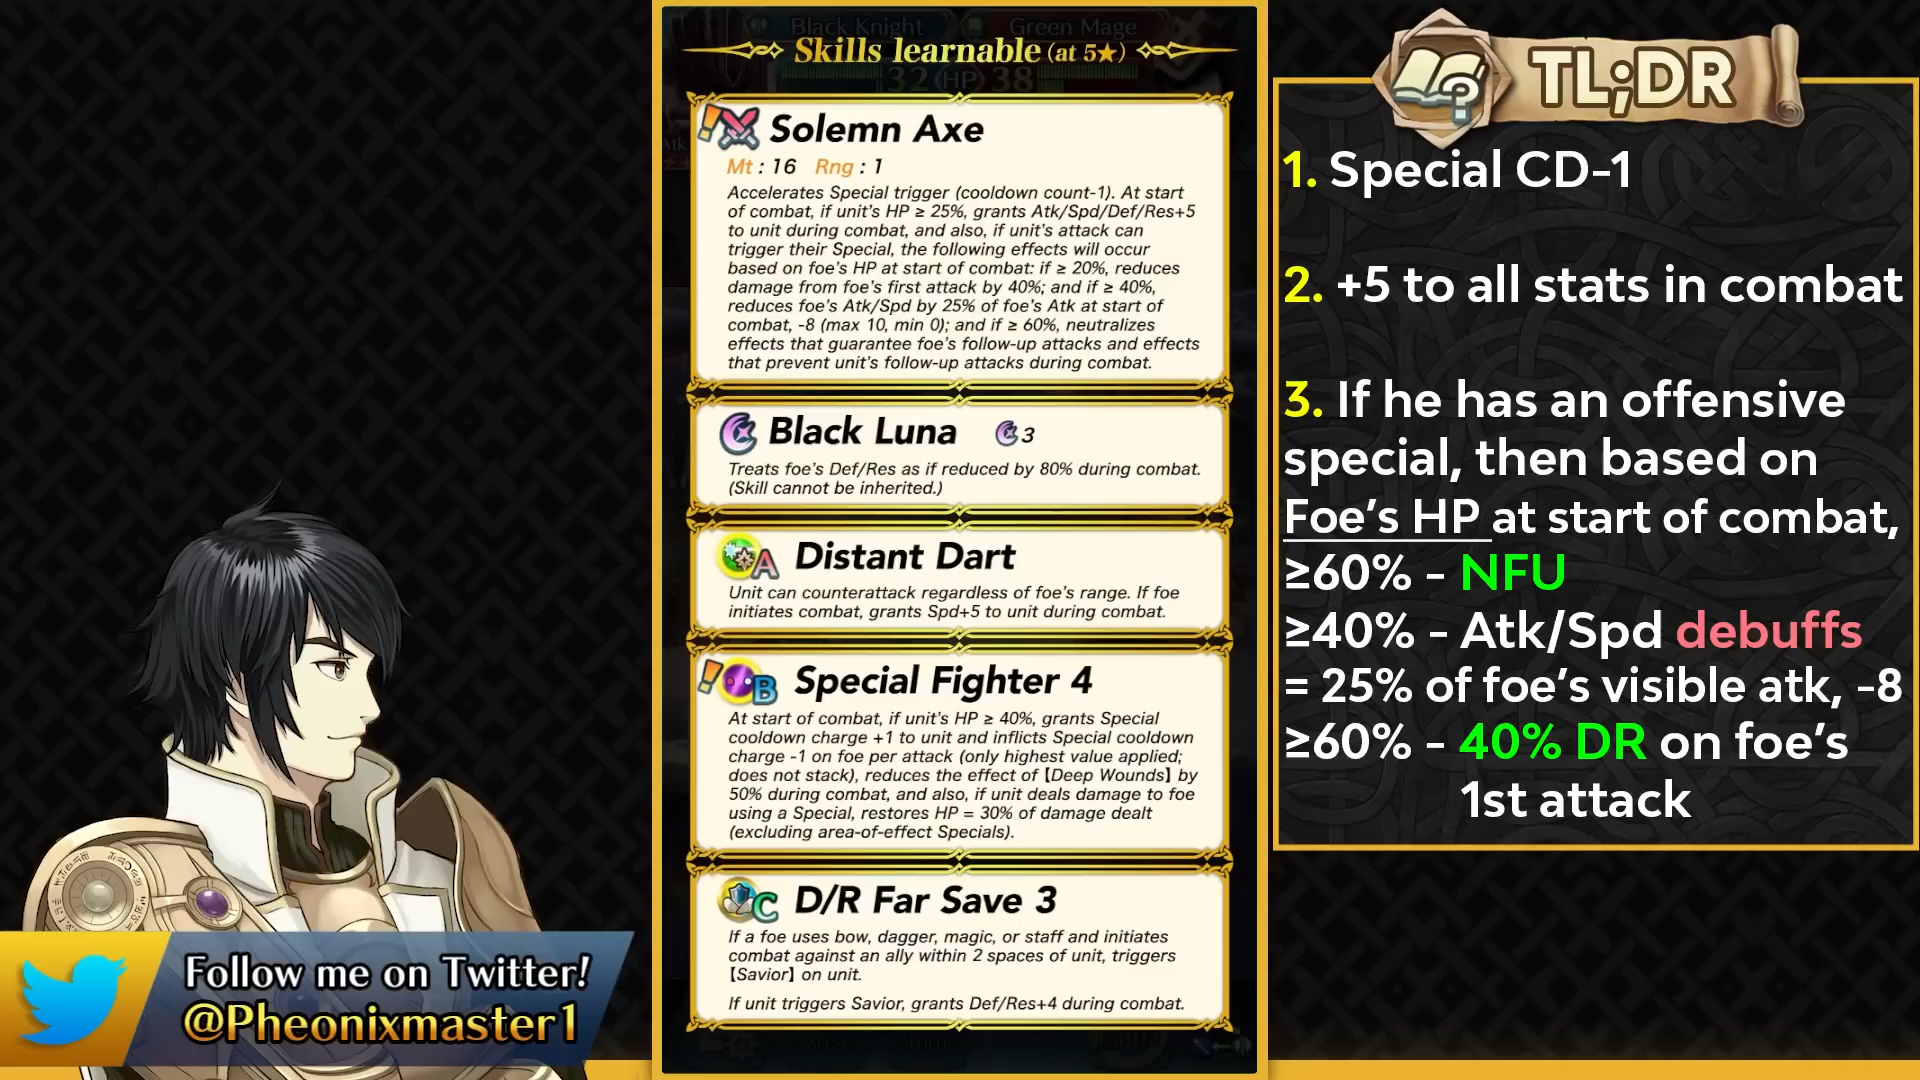 Black Knight
Green Mage
Skills learnable (at 5★)
32 HP 38
Solemn Axe
Mt : 16 Rng : 1
Accelerates Special trigger (cooldown count-1). At start
of combat, if unit's HP ≥ 25%, grants Atk/Spd/Def/Res+5
to unit during combat, and also, if unit's attack can
trigger their Special, the following effects will occur
based on foe's HP at start of combat: if ≥ 20%, reduces
damage from foe's first attack by 40%; and if ≥ 40%,
reduces foe's Atk/Spd by 25% of foe's Atk at start of
combat, -8 (max 10, min 0); and if ≥ 60%, neutralizes
effects that guarantee foe's follow-up attacks and effects
that prevent unit's follow-up attacks during combat.
Black Luna 3
Treats foe's Def/Res as if reduced by 80% during combat.
(Skill cannot be inherited.)
A
Distant Dart
Unit can counterattack regardless of foe's range. If foe
initiates combat, grants Spd+5 to unit during combat.
B
Special Fighter 4
At start of combat, if unit's HP ≥ 40%, grants Special
cooldown charge +1 to unit and inflicts Special cooldown
charge -1 on foe per attack (only highest value applied;
does not stack), reduces the effect of【Deep Wounds】by
50% during combat, and also, if unit deals damage to foe
using a Special, restores HP = 30% of damage dealt
(excluding area-of-effect Specials).
C
D/R Far Save 3
If a foe uses bow, dagger, magic, or staff and initiates
combat against an ally within 2 spaces of unit, triggers
【Savior】on unit.
If unit triggers Savior, grants Def/Res+4 during combat.
TL;DR
1. Special CD-1
2. +5 to all stats in combat
3. If he has an offensive
special, then based on
Foe's HP at start of combat,
≥60% - NFU
≥40% - Atk/Spd debuffs
= 25% of foe's visible atk, -8
≥60% - 40% DR on foe's
1st attack
Follow me on Twitter!
@Pheonixmaster1